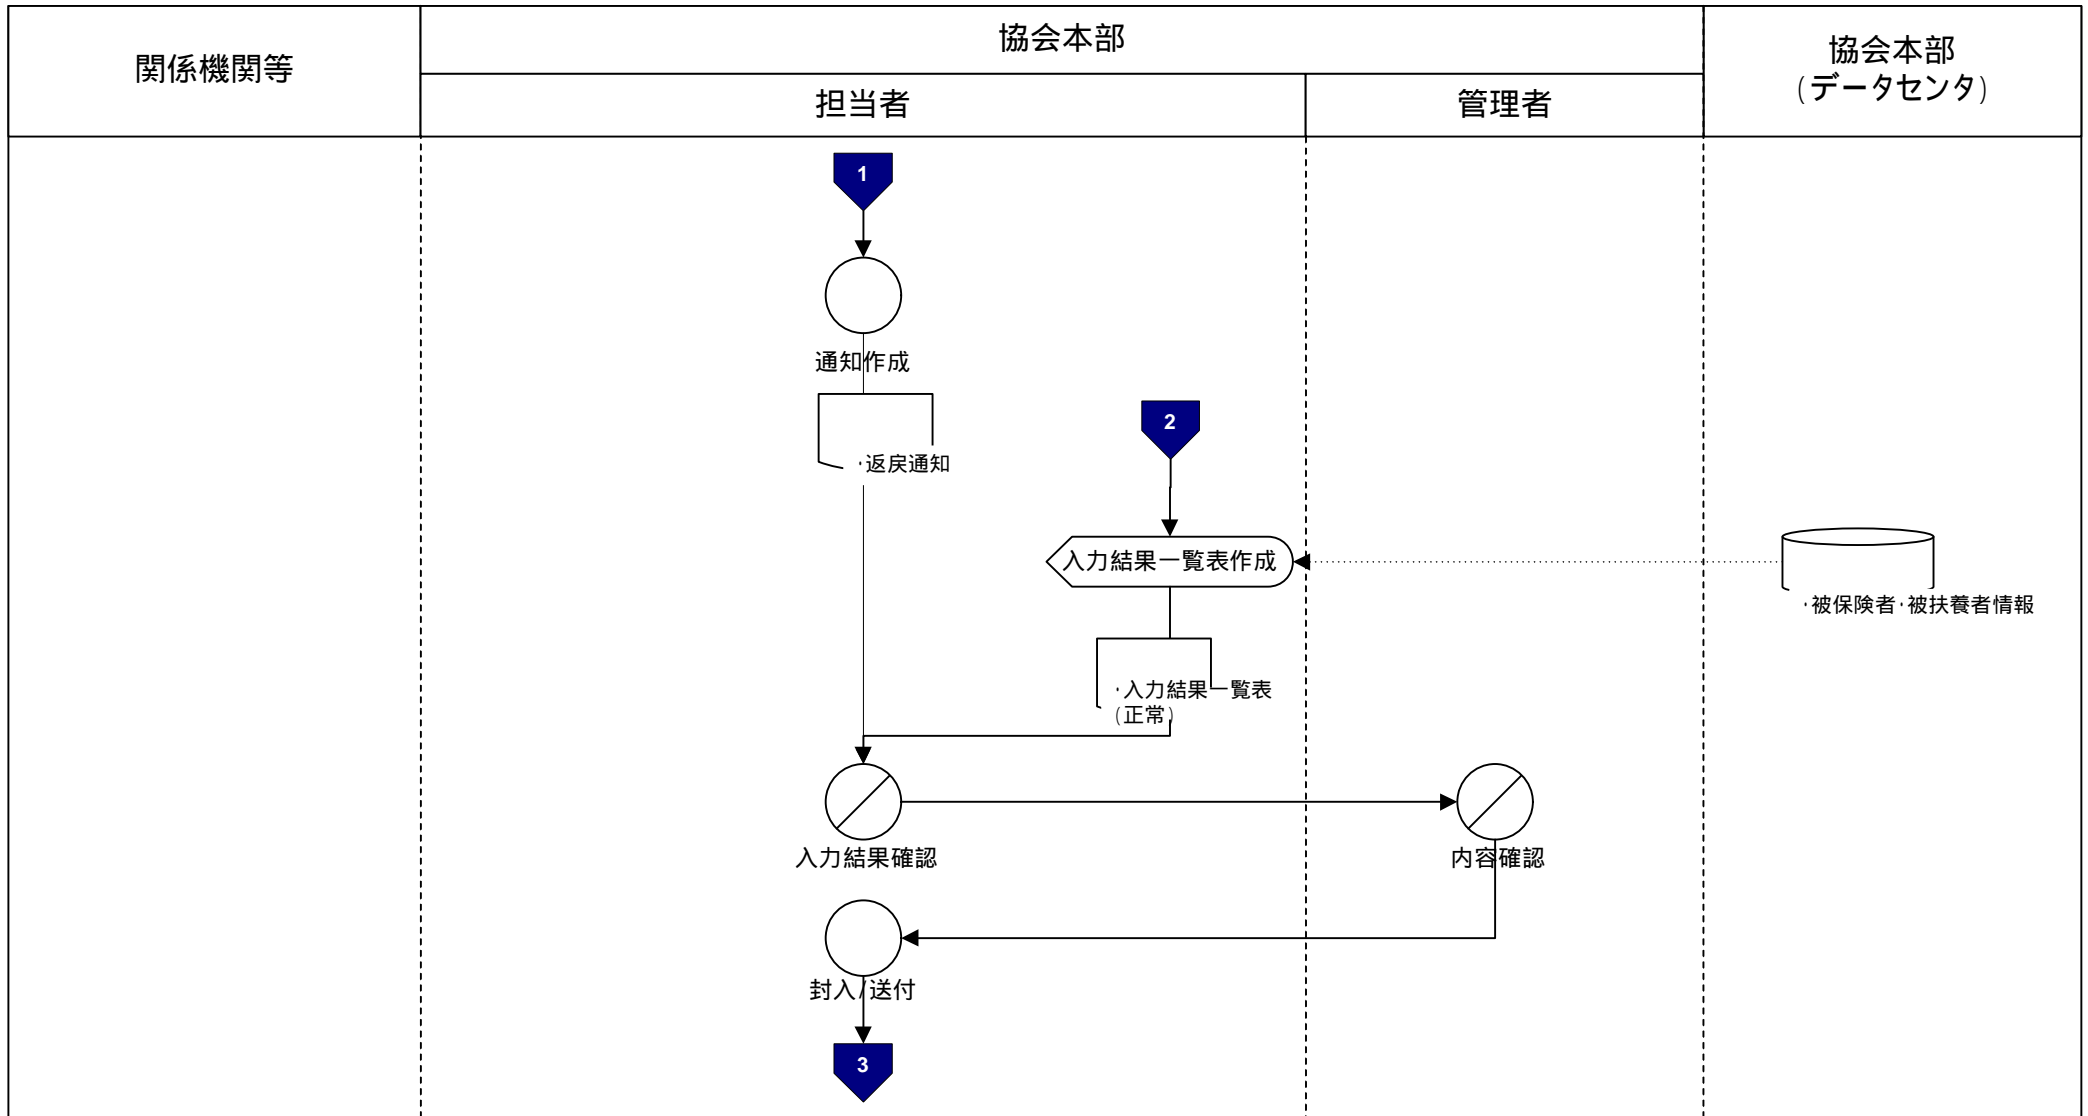 関係機関等
協会本部
担当者
管理者
協会本部
(データセンタ)
1
通知作成
・返戻通知
2
入力結果一覧表作成
・被保険者・被扶養者情報
・入力結果一覧表
(正常)
入力結果確認
内容確認
封入/送付
3